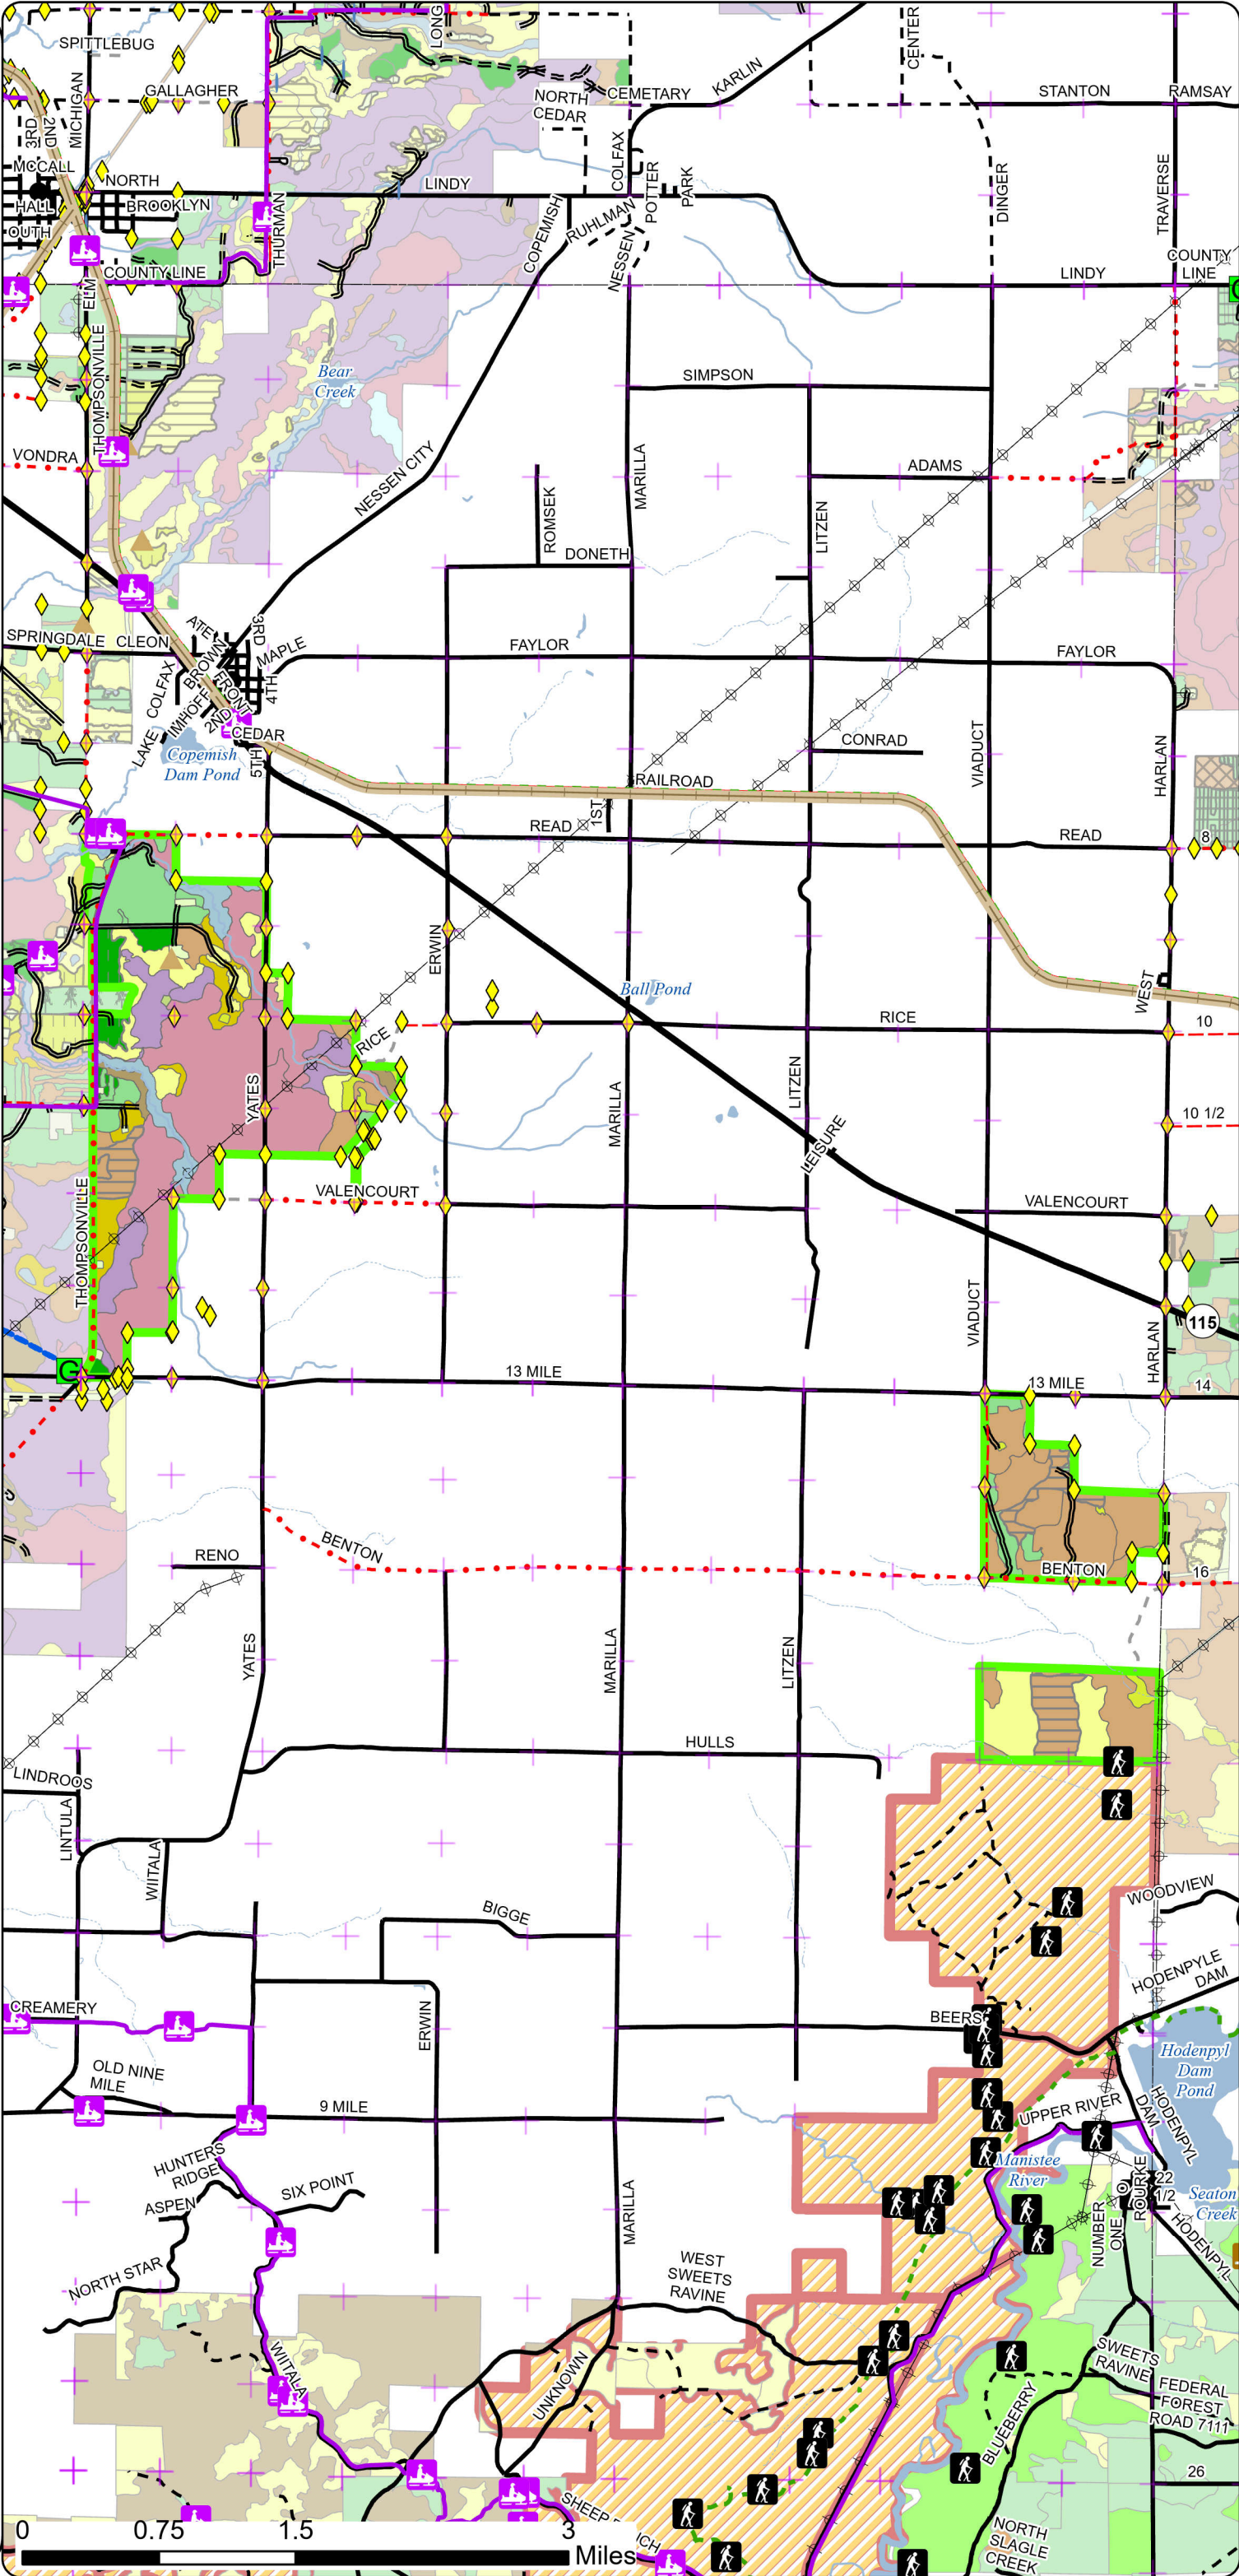 SPITTLEBUG
MICHIGAN
LONG
CENTER
GALLAGHER
3RD
2ND
NORTH
CEDAR
CEMETARY
KARLIN
STANTON
RAMSAY
MCCALL
NORTH
HALL
BROOKLYN
OUTH
LINDY
COLFAX
POTTER
PARK
DINGER
TRAVERSE
THURMAN
COPEMISH
RUHLMAN
NESSEN
COUNTY LINE
ELM
LINDY
COUNTY
LINE
THOMPSONVILLE
Bear
Creek
SIMPSON
VONDRA
NESSEN CITY
MARILLA
ADAMS
LITZEN
ROMSEK
DONETH
SPRINGDALE
CLEON
ATE
BROWN
3RD
MAPLE
FAYLOR
FAYLOR
COLFAX
IMHOFF
FRONT
2ND
4TH
LAKE
CEDAR
Copemish
Dam Pond
5TH
CONRAD
VIADUCT
HARLAN
RAILROAD
1ST
READ
READ
8
ERWIN
Ball Pond
WEST
RICE
RICE
10
YATES
MARILLA
LITZEN
10 1/2
LEISURE
THOMPSONVILLE
VALENCOURT
VALENCOURT
VIADUCT
HARLAN
115
G
13 MILE
13 MILE
14
BENTON
RENO
BENTON
16
YATES
MARILLA
LITZEN
HULLS
LINDROOS
LINTULA
WIITALA
BIGGE
WOODVIEW
HODENPYLE
DAM
CREAMERY
ERWIN
BEERS
Hodenpyl
Dam
Pond
OLD NINE
MILE
9 MILE
UPPER RIVER
HODENPYL
DAM
HUNTERS
RIDGE
SIX POINT
ASPEN
Manistee
River
MARILLA
NUMBER
ONE
O
ROURKE
22
1/2
Seaton
Creek
HODENPYL
NORTH STAR
WEST
SWEETS
RAVINE
WIITALA
UNKNOWN
SWEETS
RAVINE
FEDERAL
FOREST
ROAD 7111
BLUEBERRY
26
NORTH
SLAGLE
CREEK
0
0.75
1.5
3
Miles